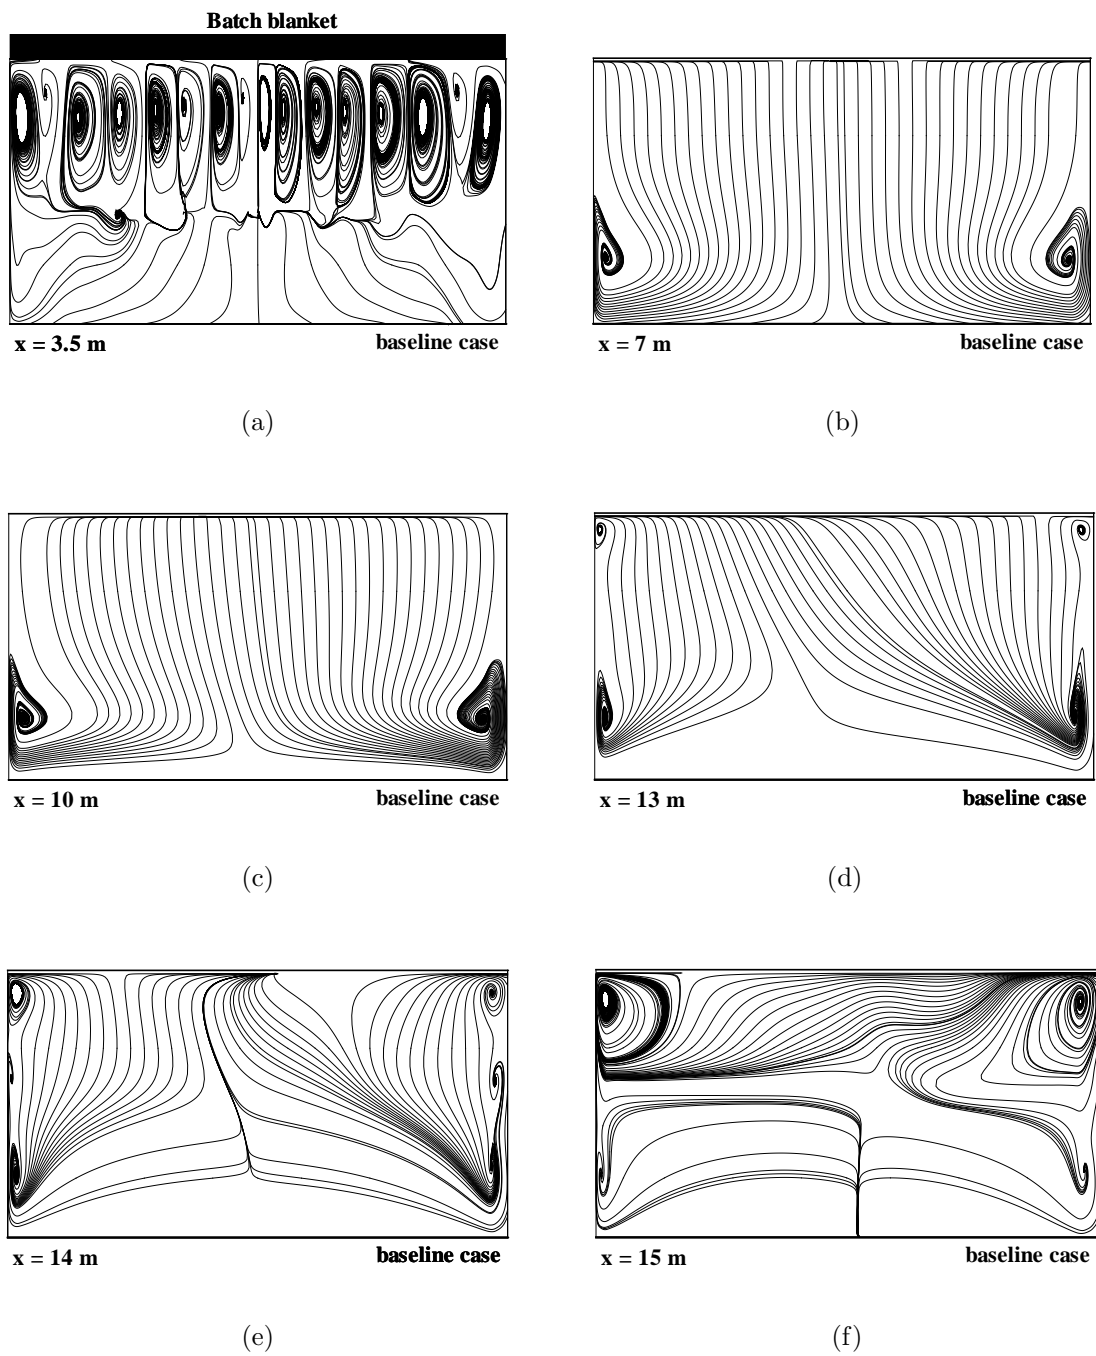 Batch blanket
x = 3.5 m baseline case
x = 7 m baseline case
(a)
(b)
x = 10 m baseline case
x = 13 m baseline case
(c)
(d)
x = 14 m baseline case
x = 15 m baseline case
(e)
(f)